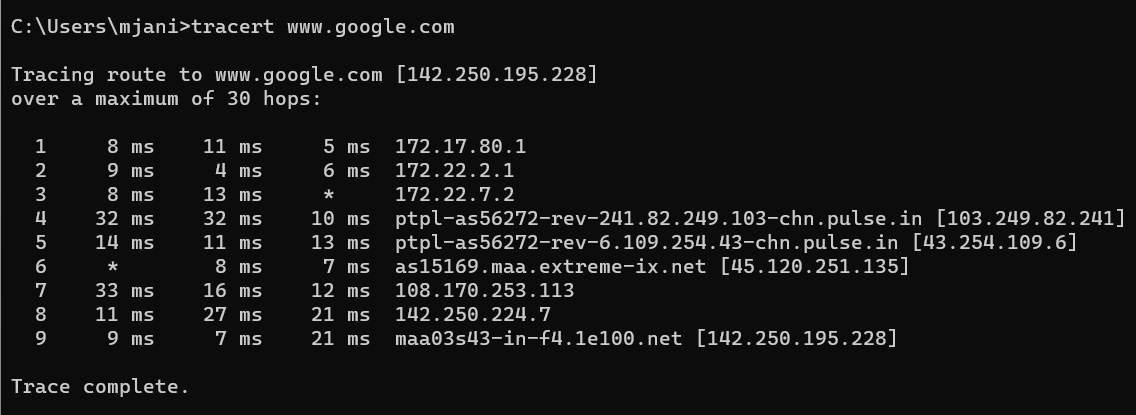 C:\Users\mjani>tracert www.google.com
Tracing route to www.google.com [142.250.195.228]
over a maximum of 30 hops:
1 8 ms 11 ms 5 ms 172.17.80.1
2 9 ms 4 ms 6 ms 172.22.2.1
3 8 ms 13 ms * 172.22.7.2
4 32 ms 32 ms 10 ms ptpl-as56272-rev-241.82.249.103-chn.pulse.in [103.249.82.241]
5 14 ms 11 ms 13 ms ptpl-as56272-rev-6.109.254.43-chn.pulse.in [43.254.109.6]
6 * 8 ms 7 ms as15169.maa.extreme-ix.net [45.120.251.135]
7 33 ms 16 ms 12 ms 108.170.253.113
8 11 ms 27 ms 21 ms 142.250.224.7
9 9 ms 7 ms 21 ms maa03s43-in-f4.1e100.net [142.250.195.228]
Trace complete.